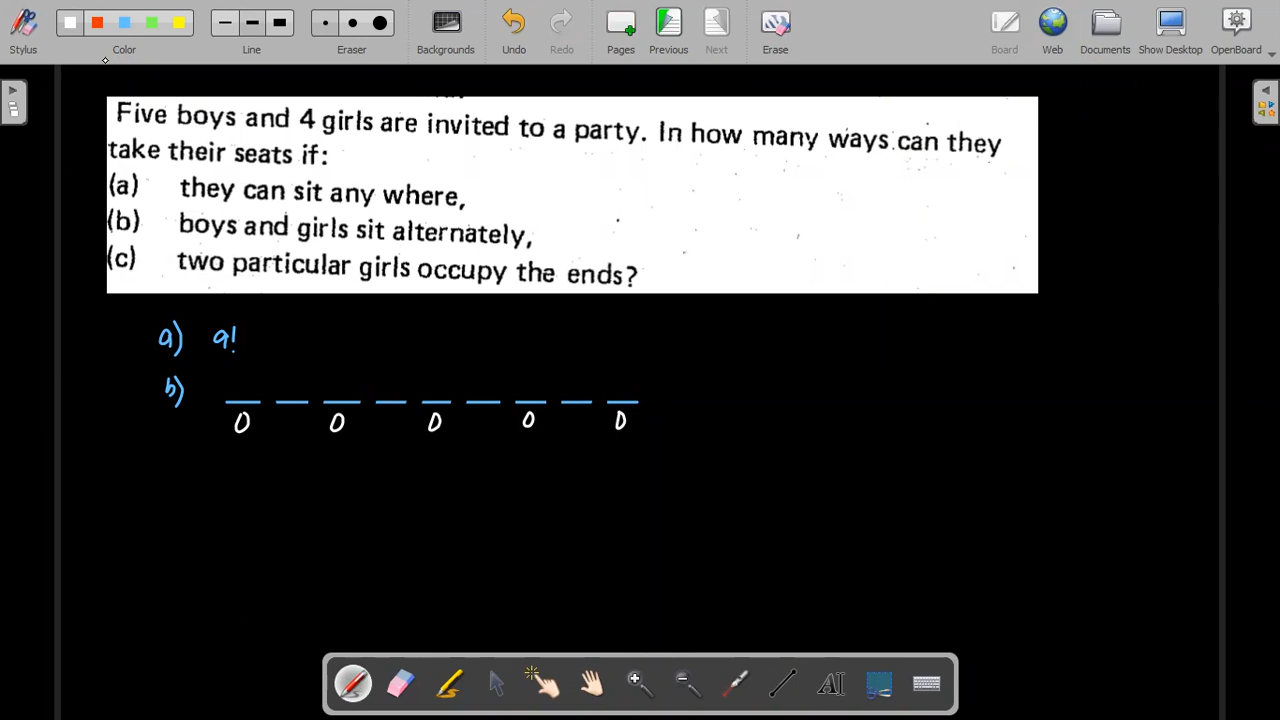 Stylus
Color
Line
Eraser
Backgrounds
Undo
Redo
Pages
Previous
Next
Erase
Board
Web
Documents
Show Desktop
OpenBoard
Five boys and 4 girls are invited to a party. In how many ways can they
take their seats if:
(a) they can sit any where,
(b) boys and girls sit alternately,
(c) two particular girls occupy the ends?
a) 9!
b) _ _ _ _ _ _ _ _ _
0 0 0 0 0
AI